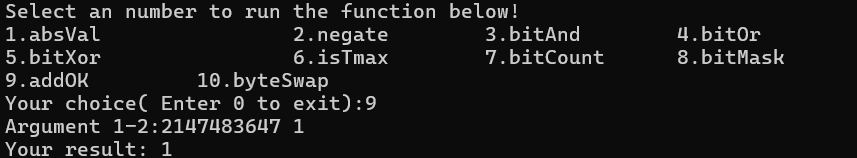 Select an number to run the function below!
1.absVal 2.negate 3.bitAnd 4.bitOr
5.bitXor 6.isTmax 7.bitCount 8.bitMask
9.addOK 10.byteSwap
Your choice( Enter 0 to exit):9
Argument 1-2:2147483647 1
Your result: 1